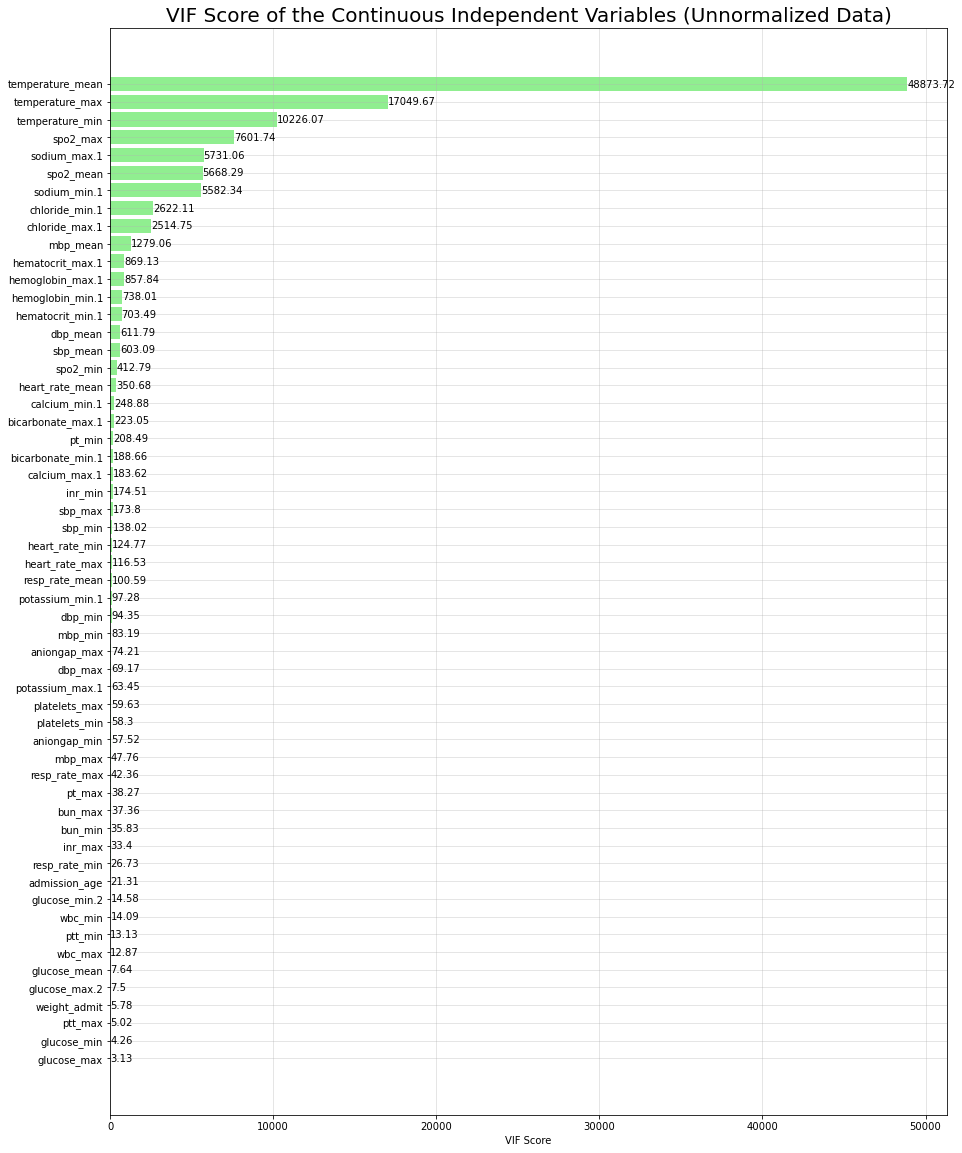 VIF Score of the Continuous Independent Variables (Unnormalized Data)
temperature_mean 48873.72
temperature_max 17049.67
temperature_min 10226.07
spo2_max 7601.74
sodium_max.1 5731.06
spo2_mean 5668.29
sodium_min.1 5582.34
chloride_min.1 2622.11
chloride_max.1 2514.75
mbp_mean 1279.06
hematocrit_max.1 869.13
hemoglobin_max.1 857.84
hemoglobin_min.1 738.01
hematocrit_min.1 703.49
dbp_mean 611.79
sbp_mean 603.09
spo2_min 412.79
heart_rate_mean 350.68
calcium_min.1 248.88
bicarbonate_max.1 223.05
pt_min 208.49
bicarbonate_min.1 188.66
calcium_max.1 183.62
inr_min 174.51
sbp_max 173.8
sbp_min 138.02
heart_rate_min 124.77
heart_rate_max 116.53
resp_rate_mean 100.59
potassium_min.1 97.28
dbp_min 94.35
mbp_min 83.19
aniongap_max 74.21
dbp_max 69.17
potassium_max.1 63.45
platelets_max 59.63
platelets_min 58.3
aniongap_min 57.52
mbp_max 47.76
resp_rate_max 42.36
pt_max 38.27
bun_max 37.36
bun_min 35.83
inr_max 33.4
resp_rate_min 26.73
admission_age 21.31
glucose_min.2 14.58
wbc_min 14.09
ptt_min 13.13
wbc_max 12.87
glucose_mean 7.64
glucose_max.2 7.5
weight_admit 5.78
ptt_max 5.02
glucose_min 4.26
glucose_max 3.13
0 10000 20000 30000 40000 50000
VIF Score